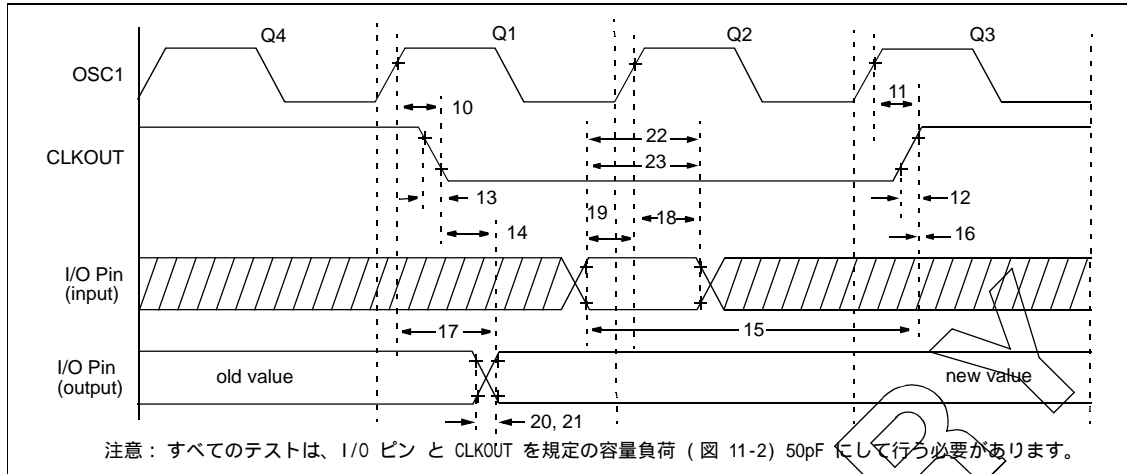 Q4 Q1 Q2 Q3
OSC1
10
11
22
CLKOUT
23
13
12
19
18
14
16
I/O Pin
(input)
17
15
I/O Pin
(output)
old value
new value
20, 21
注意: すべてのテストは、I/O ピン と CLKOUT を規定の容量負荷 (図 11-2) 50pF にして行う必要があります。
R Y